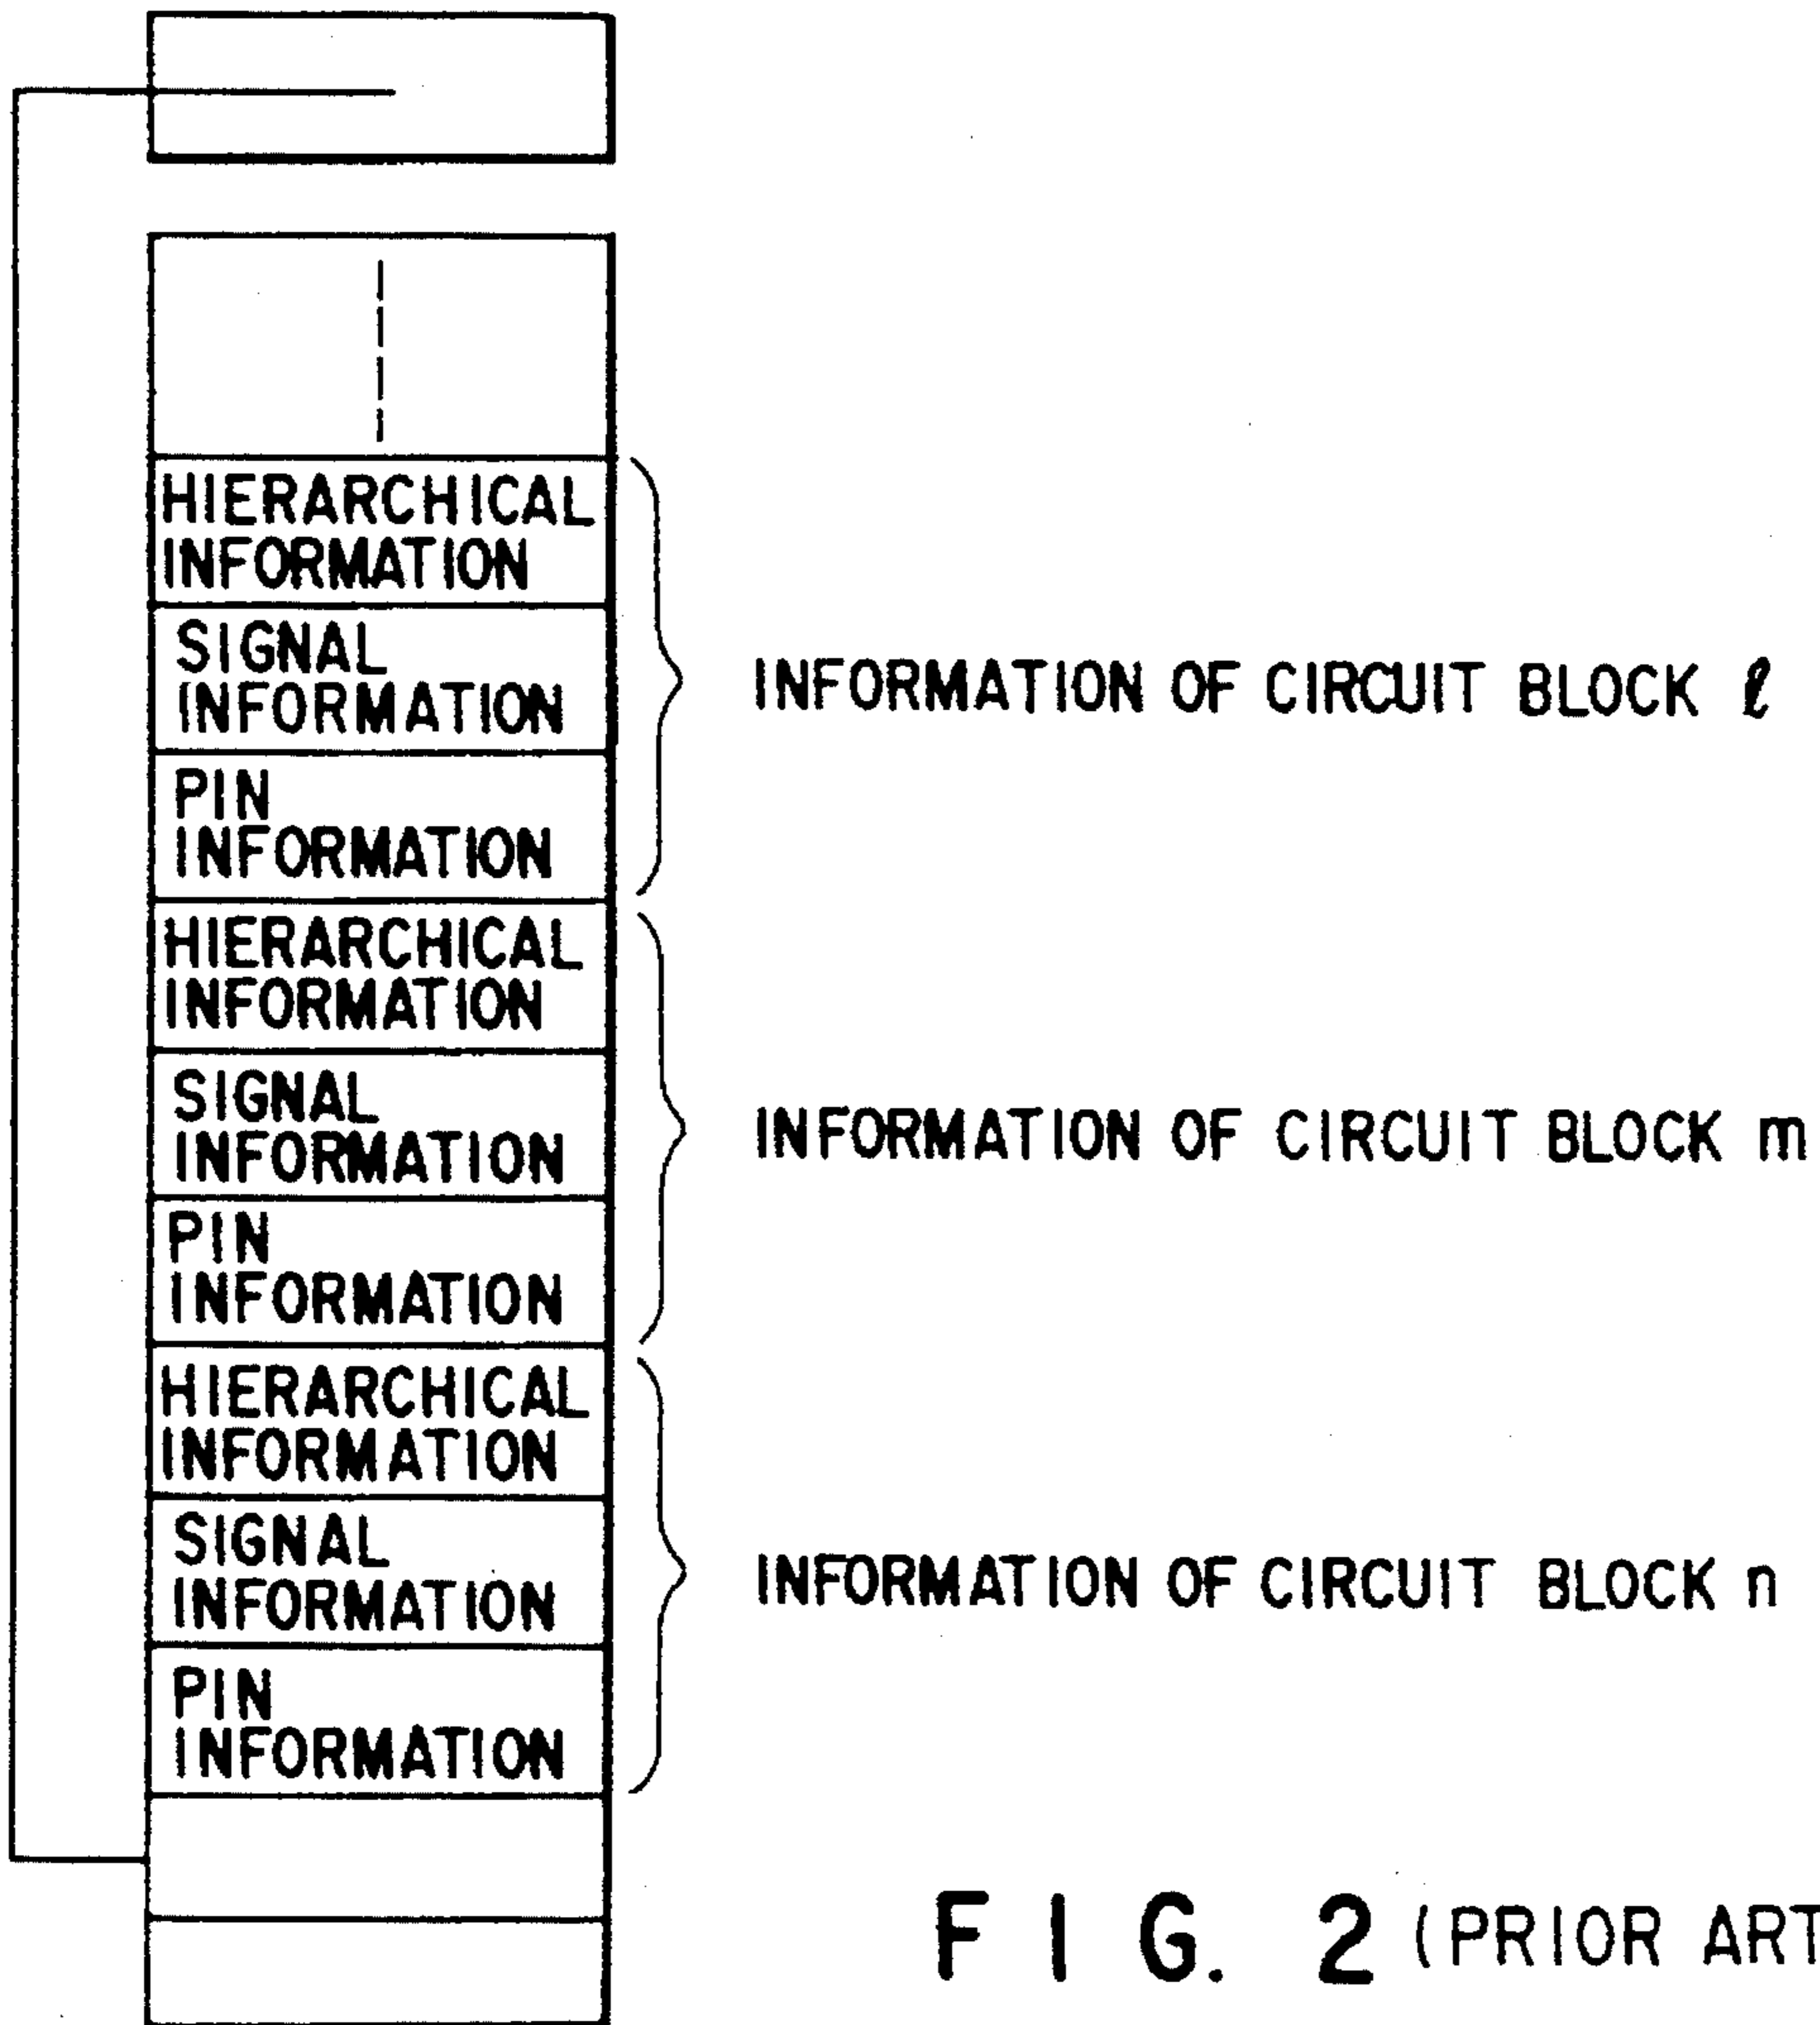 HIERARCHICAL
INFORMATION
SIGNAL
INFORMATION
PIN
INFORMATION
INFORMATION OF CIRCUIT BLOCK ℓ
HIERARCHICAL
INFORMATION
SIGNAL
INFORMATION
PIN
INFORMATION
INFORMATION OF CIRCUIT BLOCK m
HIERARCHICAL
INFORMATION
SIGNAL
INFORMATION
PIN
INFORMATION
INFORMATION OF CIRCUIT BLOCK n
FIG. 2 (PRIOR ART